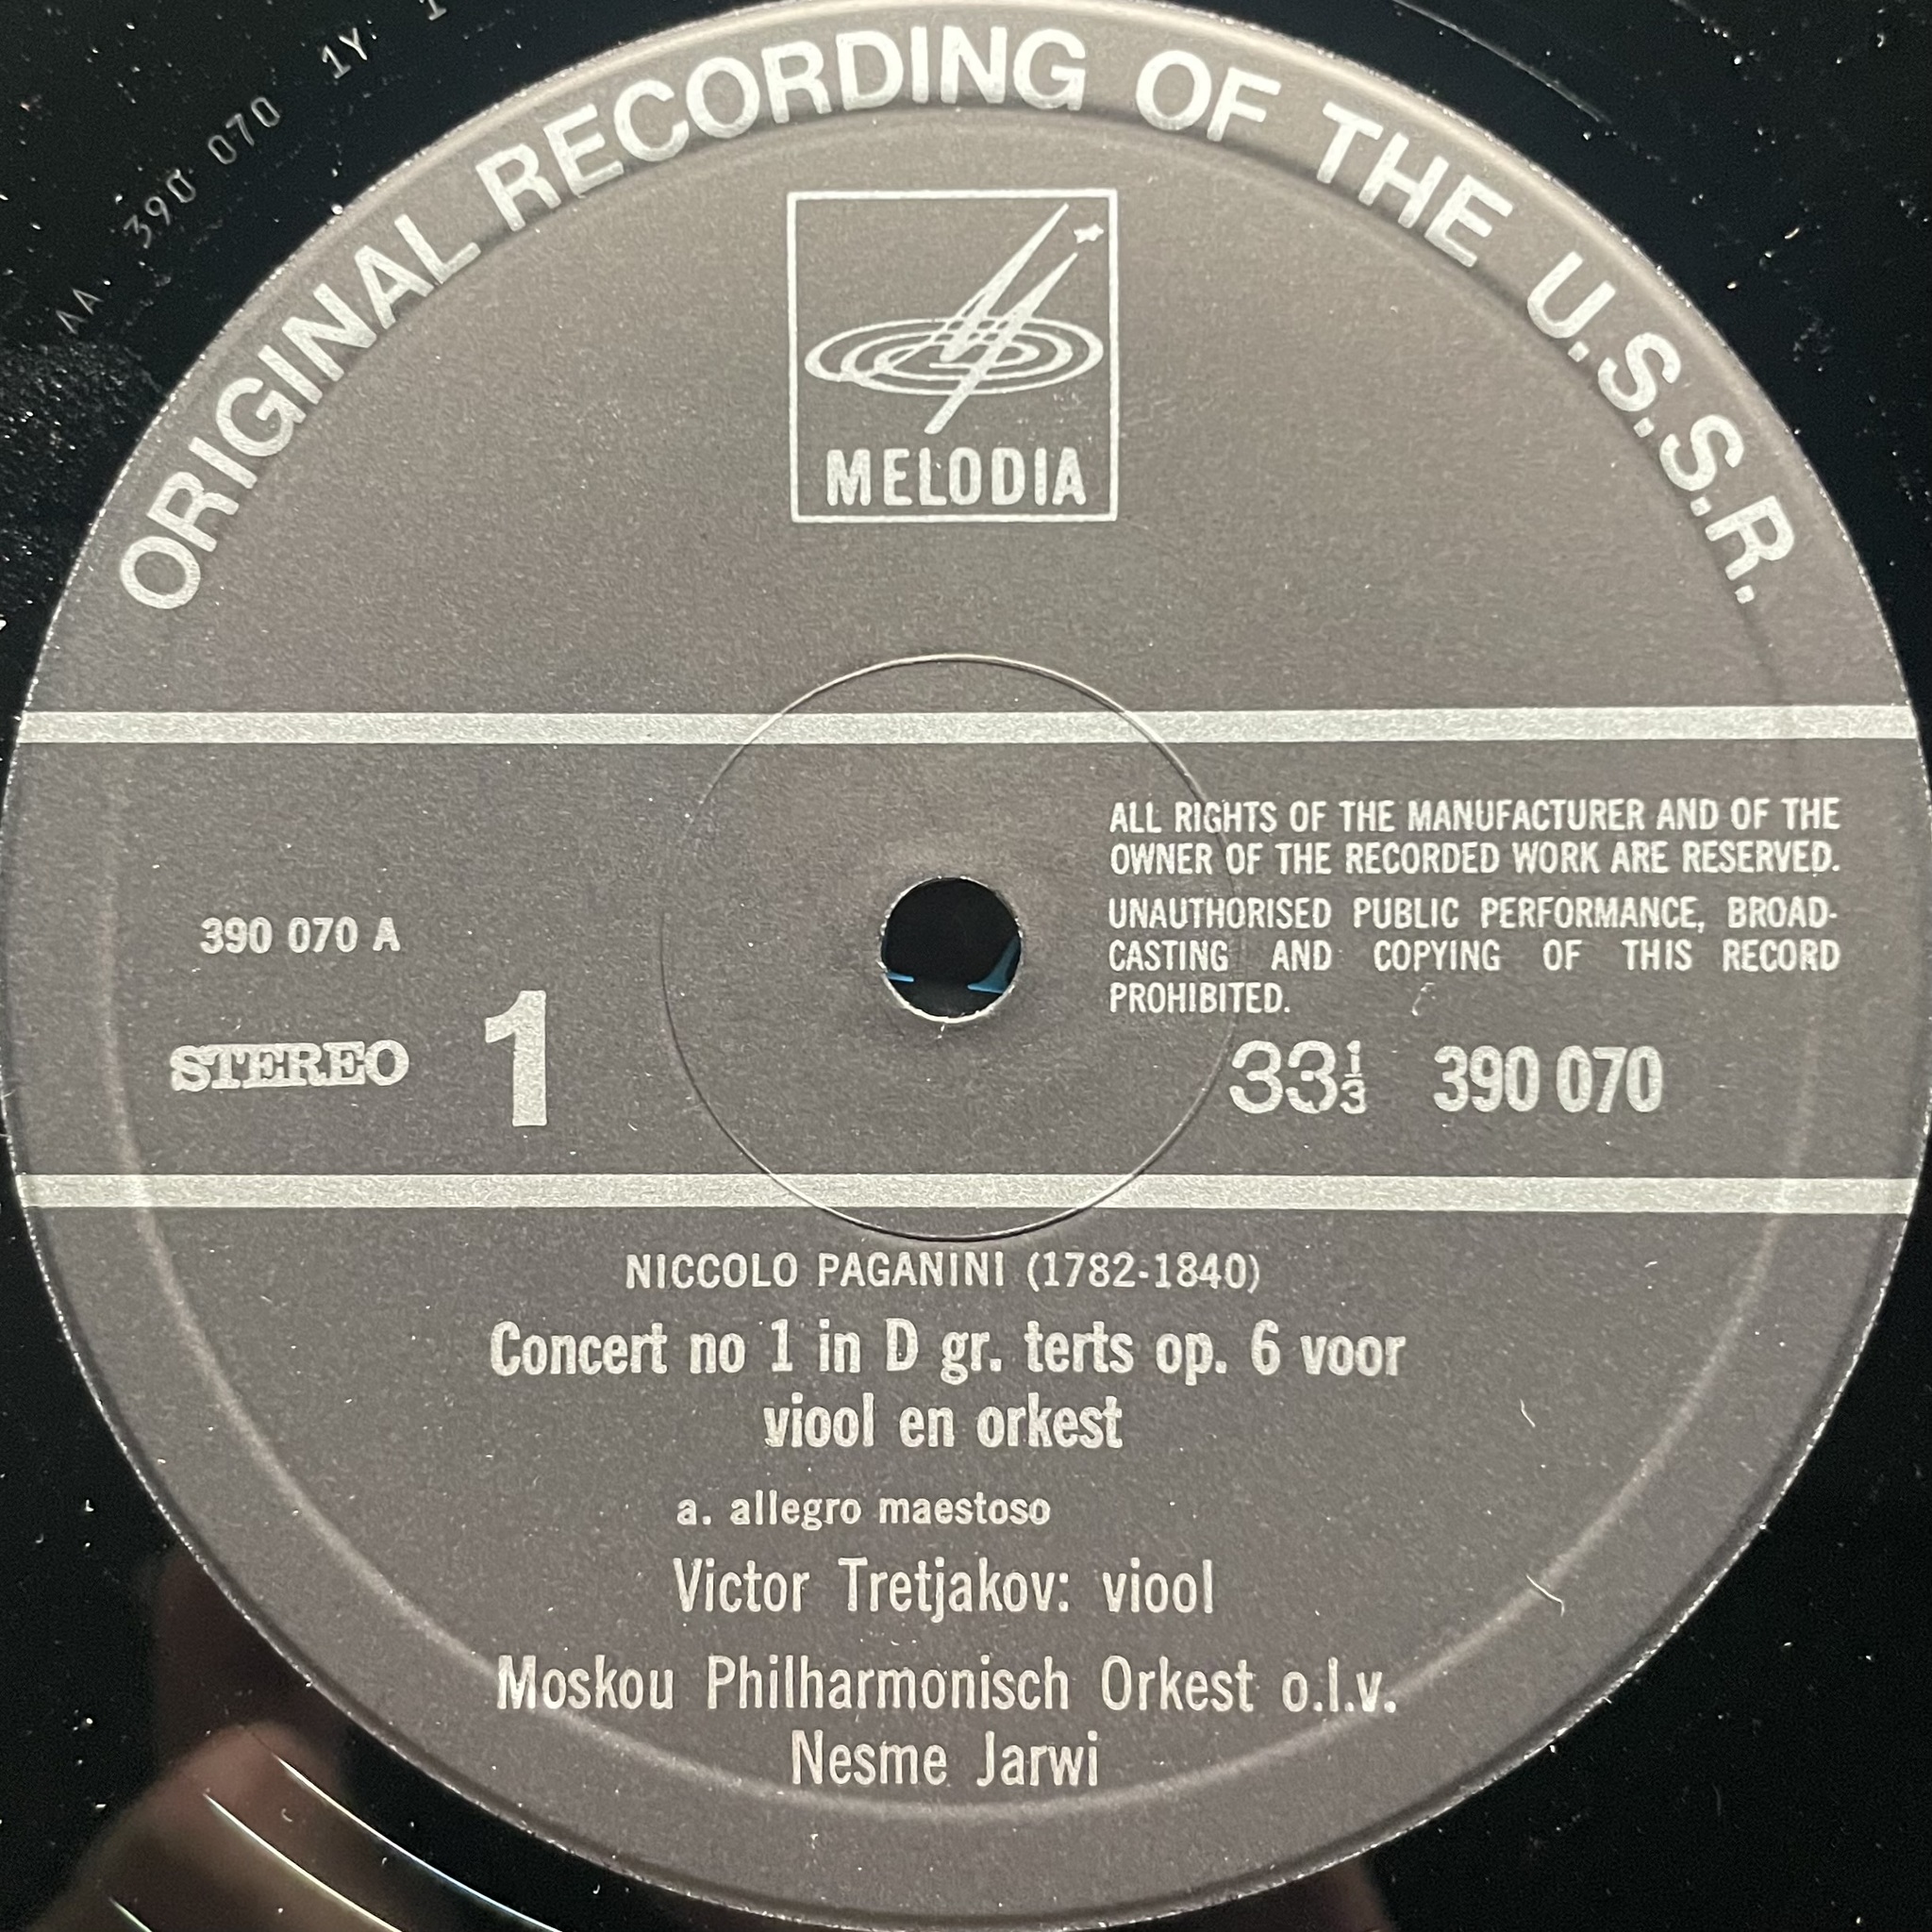 AA 390 070 1Y 1
ORIGINAL RECORDING OF THE U.S.S.R.
MELODIA
ALL RIGHTS OF THE MANUFACTURER AND OF THE
OWNER OF THE RECORDED WORK ARE RESERVED.
UNAUTHORISED PUBLIC PERFORMANCE, BROAD-
CASTING AND COPYING OF THIS RECORD
PROHIBITED.
390 070 A
STEREO 1
33⅓ 390 070
NICCOLO PAGANINI (1782-1840)
Concert no 1 in D gr. terts op. 6 voor
viool en orkest
a. allegro maestoso
Victor Tretjakov: viool
Moskou Philharmonisch Orkest o.l.v.
Nesme Jarwi